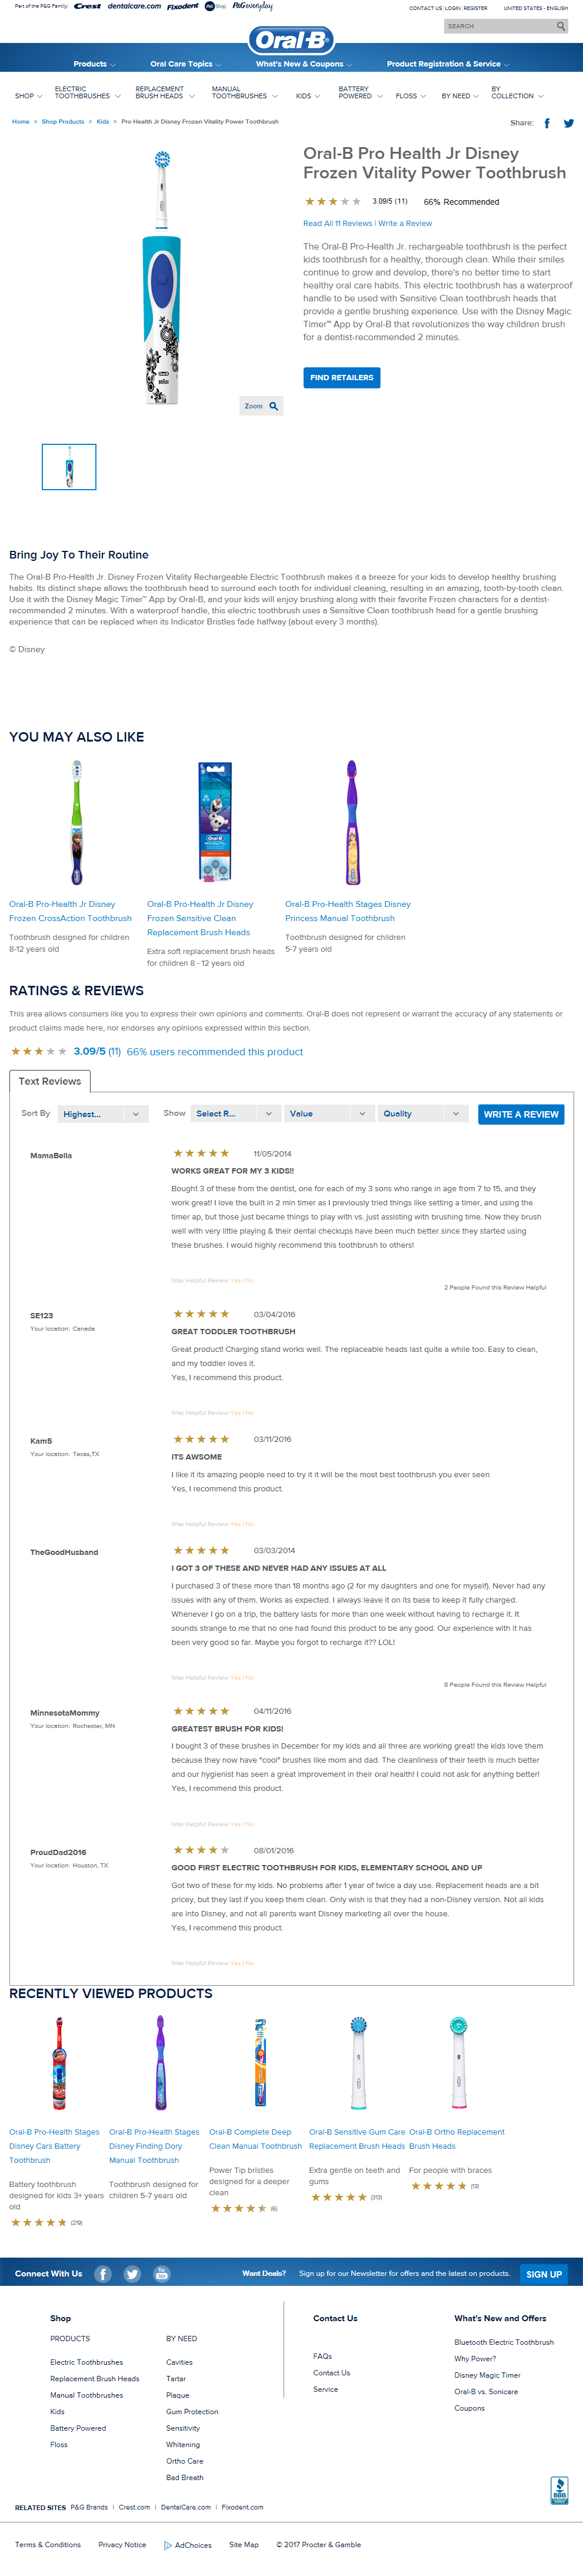 Part of the P&G Family: Crest dentalcare.com Fixodent P&G Shop P&Geveryday
CONTACT US | LOGIN | REGISTER UNITED STATES - ENGLISH
SEARCH
Oral-B
Products Oral Care Topics What's New & Coupons Product Registration & Service
SHOP ELECTRIC TOOTHBRUSHES REPLACEMENT BRUSH HEADS MANUAL TOOTHBRUSHES KIDS BATTERY POWERED FLOSS BY NEED BY COLLECTION
Home > Shop Products > Kids > Pro Health Jr Disney Frozen Vitality Power Toothbrush
Share:
Oral-B Pro Health Jr Disney
Frozen Vitality Power Toothbrush
3.09/5 (11) 66% Recommended
Read All 11 Reviews | Write a Review
The Oral-B Pro-Health Jr. rechargeable toothbrush is the perfect
kids toothbrush for a healthy, thorough clean. While their smiles
continue to grow and develop, there's no better time to start
healthy oral care habits. This electric toothbrush has a waterproof
handle to be used with Sensitive Clean toothbrush heads that
provide a gentle brushing experience. Use with the Disney Magic
Timer™ App by Oral-B that revolutionizes the way children brush
for a dentist-recommended 2 minutes.
FIND RETAILERS
Zoom
Bring Joy To Their Routine
The Oral-B Pro-Health Jr. Disney Frozen Vitality Rechargeable Electric Toothbrush makes it a breeze for your kids to develop healthy brushing
habits. Its distinct shape allows the toothbrush head to surround each tooth for individual cleaning, resulting in an amazing, tooth-by-tooth clean.
Use it with the Disney Magic Timer™ App by Oral-B, and your kids will enjoy brushing along with their favorite Frozen characters for a dentist-
recommended 2 minutes. With a waterproof handle, this electric toothbrush uses a Sensitive Clean toothbrush head for a gentle brushing
experience that can be replaced when its Indicator Bristles fade halfway (about every 3 months).
© Disney
YOU MAY ALSO LIKE
Oral-B Pro-Health Jr Disney
Frozen CrossAction Toothbrush
Toothbrush designed for children
8-12 years old
Oral-B Pro-Health Jr Disney
Frozen Sensitive Clean
Replacement Brush Heads
Extra soft replacement brush heads
for children 8 - 12 years old
Oral-B Pro-Health Stages Disney
Princess Manual Toothbrush
Toothbrush designed for children
5-7 years old
RATINGS & REVIEWS
This area allows consumers like you to express their own opinions and comments. Oral-B does not represent or warrant the accuracy of any statements or
product claims made here, nor endorses any opinions expressed within this section.
3.09/5 (11) 66% users recommended this product
Text Reviews
Sort By Highest... Show Select R... Value Quality WRITE A REVIEW
MamaBella 11/05/2014
WORKS GREAT FOR MY 3 KIDS!!
Bought 3 of these from the dentist, one for each of my 3 sons who range in age from 7 to 15, and they
work great! I love the built in 2 min timer as I previously tried things like setting a timer, and using the
timer ap, but those just became things to play with vs. just assisting with brushing time. Now they brush
well with very little playing & their dental checkups have been much better since they started using
these brushes. I would highly recommend this toothbrush to others!
Was Helpful Review Yes | No
2 People Found this Review Helpful
SE123 03/04/2016
Your location: Canada
GREAT TODDLER TOOTHBRUSH
Great product! Charging stand works well. The replaceable heads last quite a while too. Easy to clean,
and my toddler loves it.
Yes, I recommend this product.
Was Helpful Review Yes | No
Kam5 03/11/2016
Your location: Texas,TX
ITS AWSOME
I like it its amazing people need to try it it will be the most best toothbrush you ever seen
Yes, I recommend this product.
Was Helpful Review Yes | No
TheGoodHusband 03/03/2014
I GOT 3 OF THESE AND NEVER HAD ANY ISSUES AT ALL
I purchased 3 of these more than 18 months ago (2 for my daughters and one for myself). Never had any
issues with any of them. Works as expected. I always leave it on its base to keep it fully charged.
Whenever I go on a trip, the battery lasts for more than one week without having to recharge it. It
sounds strange to me that no one had found this product to be any good. Our experience with it has
been very good so far. Maybe you forgot to recharge it?? LOL!
Was Helpful Review Yes | No
8 People Found this Review Helpful
MinnesotaMommy 04/11/2016
Your location: Rochester, MN
GREATEST BRUSH FOR KIDS!
I bought 3 of these brushes in December for my kids and all three are working great! the kids love them
because they now have "cool" brushes like mom and dad. The cleanliness of their teeth is much better
and our hygienist has seen a great improvement in their oral health! I could not ask for anything better!
Yes, I recommend this product.
Was Helpful Review Yes | No
ProudDad2016 08/01/2016
Your location: Houston, TX
GOOD FIRST ELECTRIC TOOTHBRUSH FOR KIDS, ELEMENTARY SCHOOL AND UP
Got two of these for my kids. No problems after 1 year of twice a day use. Replacement heads are a bit
pricey, but they last if you keep them clean. Only wish is that they had a non-Disney version. Not all kids
are into Disney, and not all parents want Disney marketing all over the house.
Yes, I recommend this product.
Was Helpful Review Yes | No
RECENTLY VIEWED PRODUCTS
Oral-B Pro-Health Stages
Disney Cars Battery
Toothbrush
Battery toothbrush
designed for kids 3+ years
old
(219)
Oral-B Pro-Health Stages
Disney Finding Dory
Manual Toothbrush
Toothbrush designed for
children 5-7 years old
Oral-B Complete Deep
Clean Manual Toothbrush
Power Tip bristles
designed for a deeper
clean
(6)
Oral-B Sensitive Gum Care
Replacement Brush Heads
Extra gentle on teeth and
gums
(313)
Oral-B Ortho Replacement
Brush Heads
For people with braces
(13)
Connect With Us Want Deals? Sign up for our Newsletter for offers and the latest on products. SIGN UP
Shop
PRODUCTS
Electric Toothbrushes
Replacement Brush Heads
Manual Toothbrushes
Kids
Battery Powered
Floss
BY NEED
Cavities
Tartar
Plaque
Gum Protection
Sensitivity
Whitening
Ortho Care
Bad Breath
Contact Us
FAQs
Contact Us
Service
What's New and Offers
Bluetooth Electric Toothbrush
Why Power?
Disney Magic Timer
Oral-B vs. Sonicare
Coupons
BBB
RELATED SITES P&G Brands | Crest.com | DentalCare.com | Fixodent.com
Terms & Conditions Privacy Notice AdChoices Site Map © 2017 Procter & Gamble